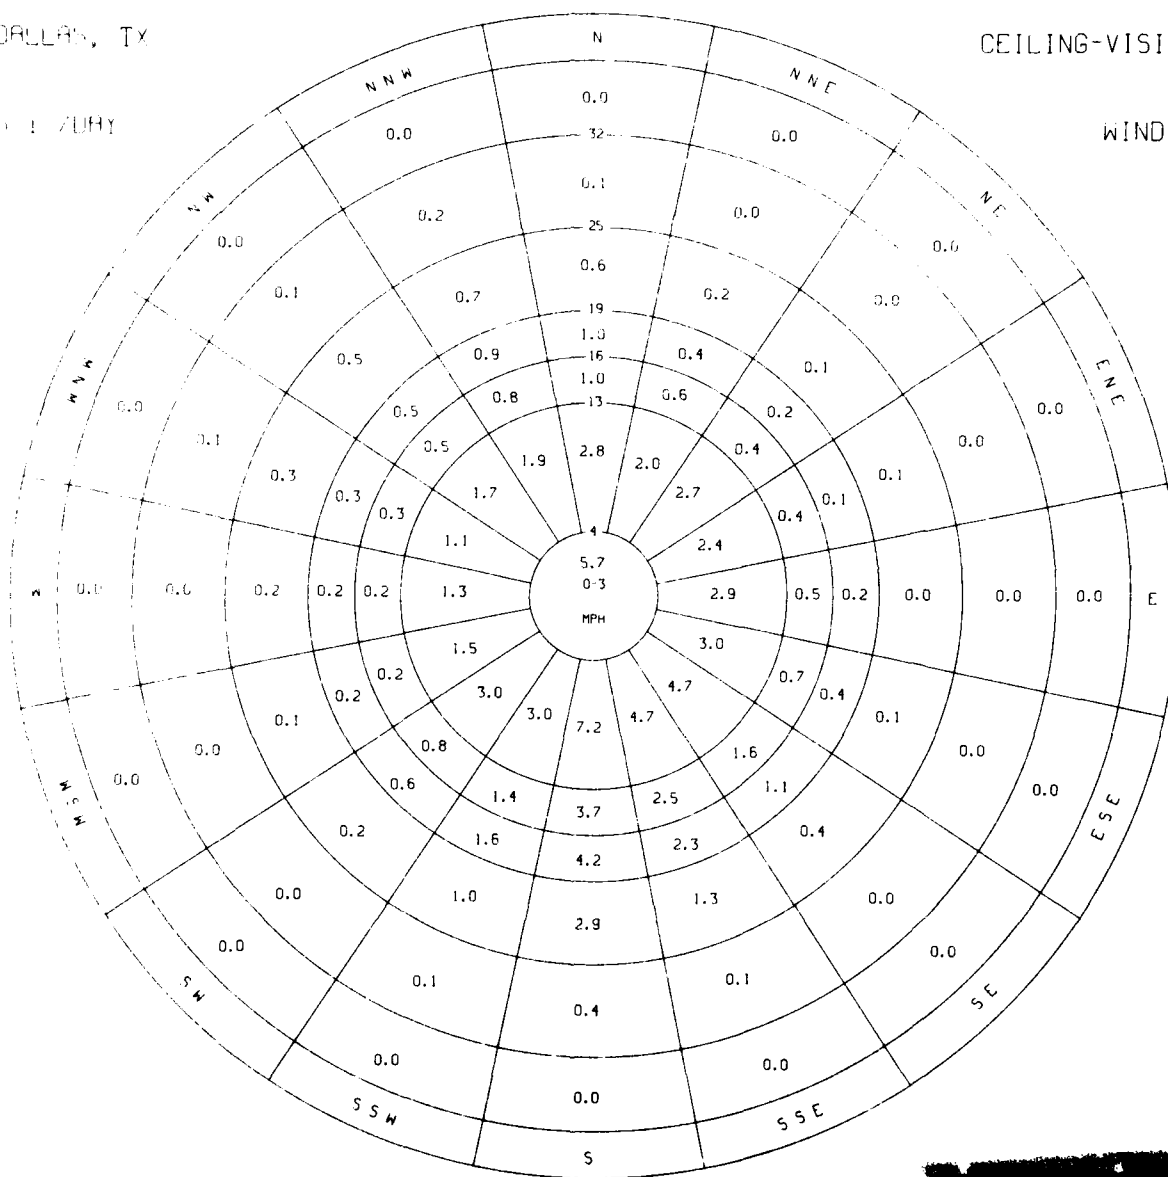 DALLAS, TX
CEILING-VISI
/DAY
WIND
N
NNE
NE
ENE
E
ESE
SE
SSE
S
SSW
SW
WSW
W
WNW
NW
NNW
0.0 0.0 0.0 0.0 0.0 0.0 0.0 0.0 0.0 0.0 0.0 0.0 0.0 0.0 0.0 0.0
32
0.1 0.0 0.0 0.0 0.0 0.0 0.0 0.1 0.4 0.1 0.0 0.0 0.0 0.1 0.1 0.2
25
0.6 0.2 0.1 0.1 0.0 0.1 0.4 1.3 2.9 1.0 0.2 0.1 0.2 0.3 0.5 0.7
19
1.0 0.4 0.2 0.1 0.2 0.4 1.1 2.3 4.2 1.6 0.6 0.2 0.2 0.3 0.5 0.9
16
1.0 0.6 0.4 0.4 0.5 0.7 1.6 2.5 3.7 1.4 0.8 0.2 0.2 0.3 0.5 0.8
13
2.8 2.0 2.7 2.4 2.9 3.0 4.7 4.7 7.2 3.0 3.0 1.5 1.3 1.1 1.7 1.9
4
5.7
0-3
MPH